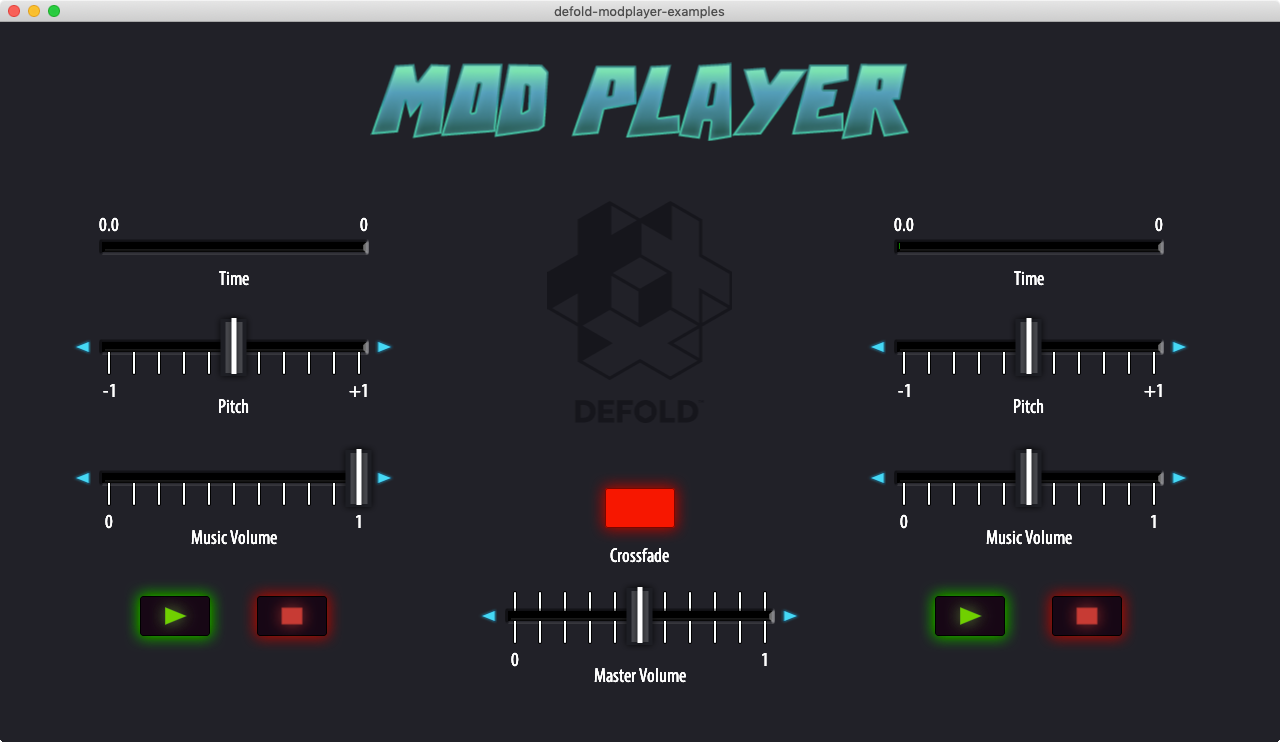 defold-modplayer-examples
MOD PLAYER
0.0 0
Time
-1 +1
Pitch
0 1
Music Volume
DEFOLD™
Crossfade
0 1
Master Volume
0.0 0
Time
-1 +1
Pitch
0 1
Music Volume